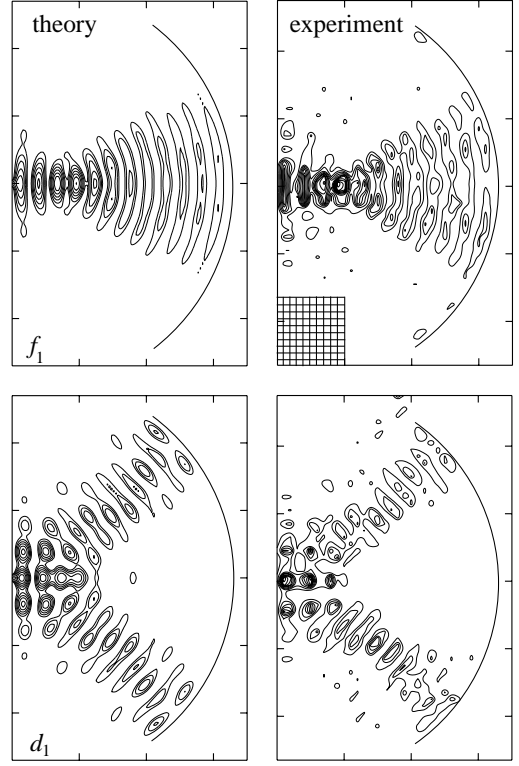 theory
experiment
f₁
d₁